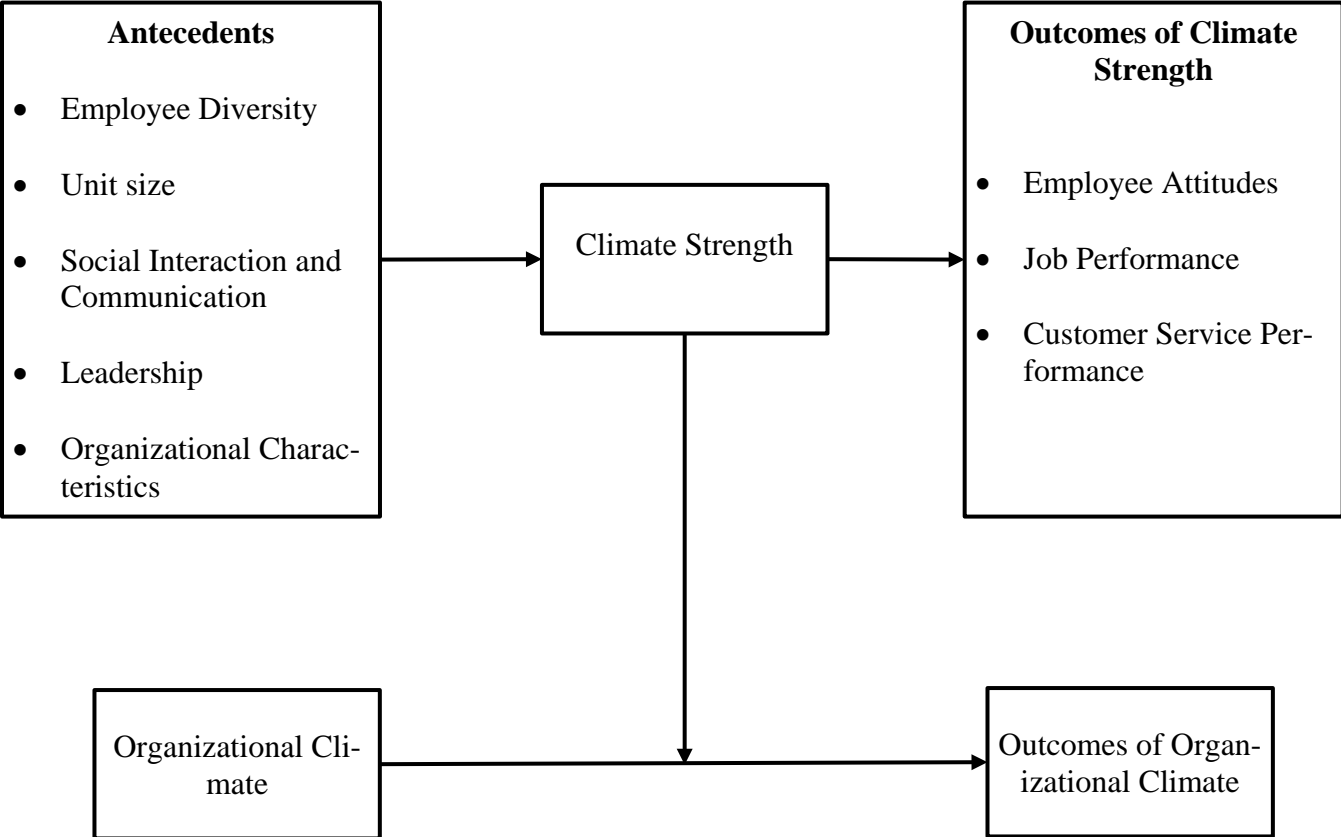 Antecedents
• Employee Diversity
• Unit size
• Social Interaction and
Communication
• Leadership
• Organizational Charac-
teristics
Climate Strength
Outcomes of Climate
Strength
• Employee Attitudes
• Job Performance
• Customer Service Per-
formance
Organizational Cli-
mate
Outcomes of Organ-
izational Climate